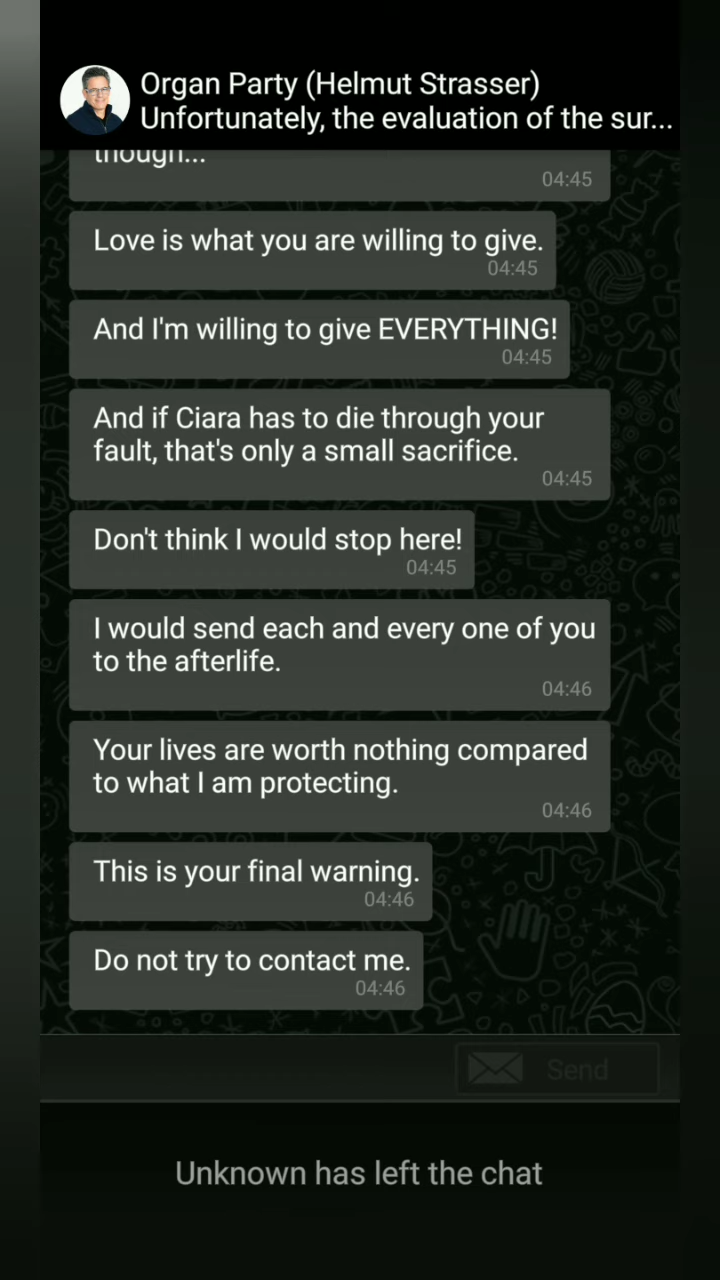 Organ Party (Helmut Strasser)
Unfortunately, the evaluation of the sur...
though...
04:45
Love is what you are willing to give.
04:45
And I'm willing to give EVERYTHING!
04:45
And if Ciara has to die through your
fault, that's only a small sacrifice.
04:45
Don't think I would stop here!
04:45
I would send each and every one of you
to the afterlife.
04:46
Your lives are worth nothing compared
to what I am protecting.
04:46
This is your final warning.
04:46
Do not try to contact me.
04:46
Send
Unknown has left the chat